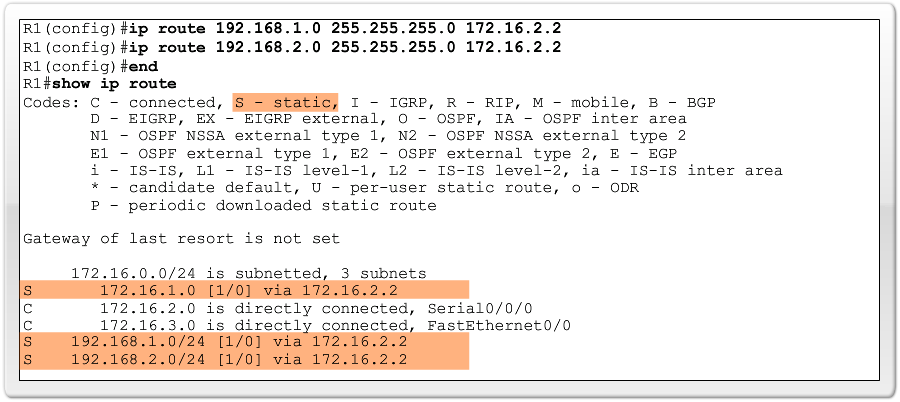 R1(config)#ip route 192.168.1.0 255.255.255.0 172.16.2.2
R1(config)#ip route 192.168.2.0 255.255.255.0 172.16.2.2
R1(config)#end
R1#show ip route
Codes: C - connected, S - static, I - IGRP, R - RIP, M - mobile, B - BGP
D - EIGRP, EX - EIGRP external, O - OSPF, IA - OSPF inter area
N1 - OSPF NSSA external type 1, N2 - OSPF NSSA external type 2
E1 - OSPF external type 1, E2 - OSPF external type 2, E - EGP
i - IS-IS, L1 - IS-IS level-1, L2 - IS-IS level-2, ia - IS-IS inter area
* - candidate default, U - per-user static route, o - ODR
P - periodic downloaded static route
Gateway of last resort is not set
172.16.0.0/24 is subnetted, 3 subnets
S 172.16.1.0 [1/0] via 172.16.2.2
C 172.16.2.0 is directly connected, Serial0/0/0
C 172.16.3.0 is directly connected, FastEthernet0/0
S 192.168.1.0/24 [1/0] via 172.16.2.2
S 192.168.2.0/24 [1/0] via 172.16.2.2